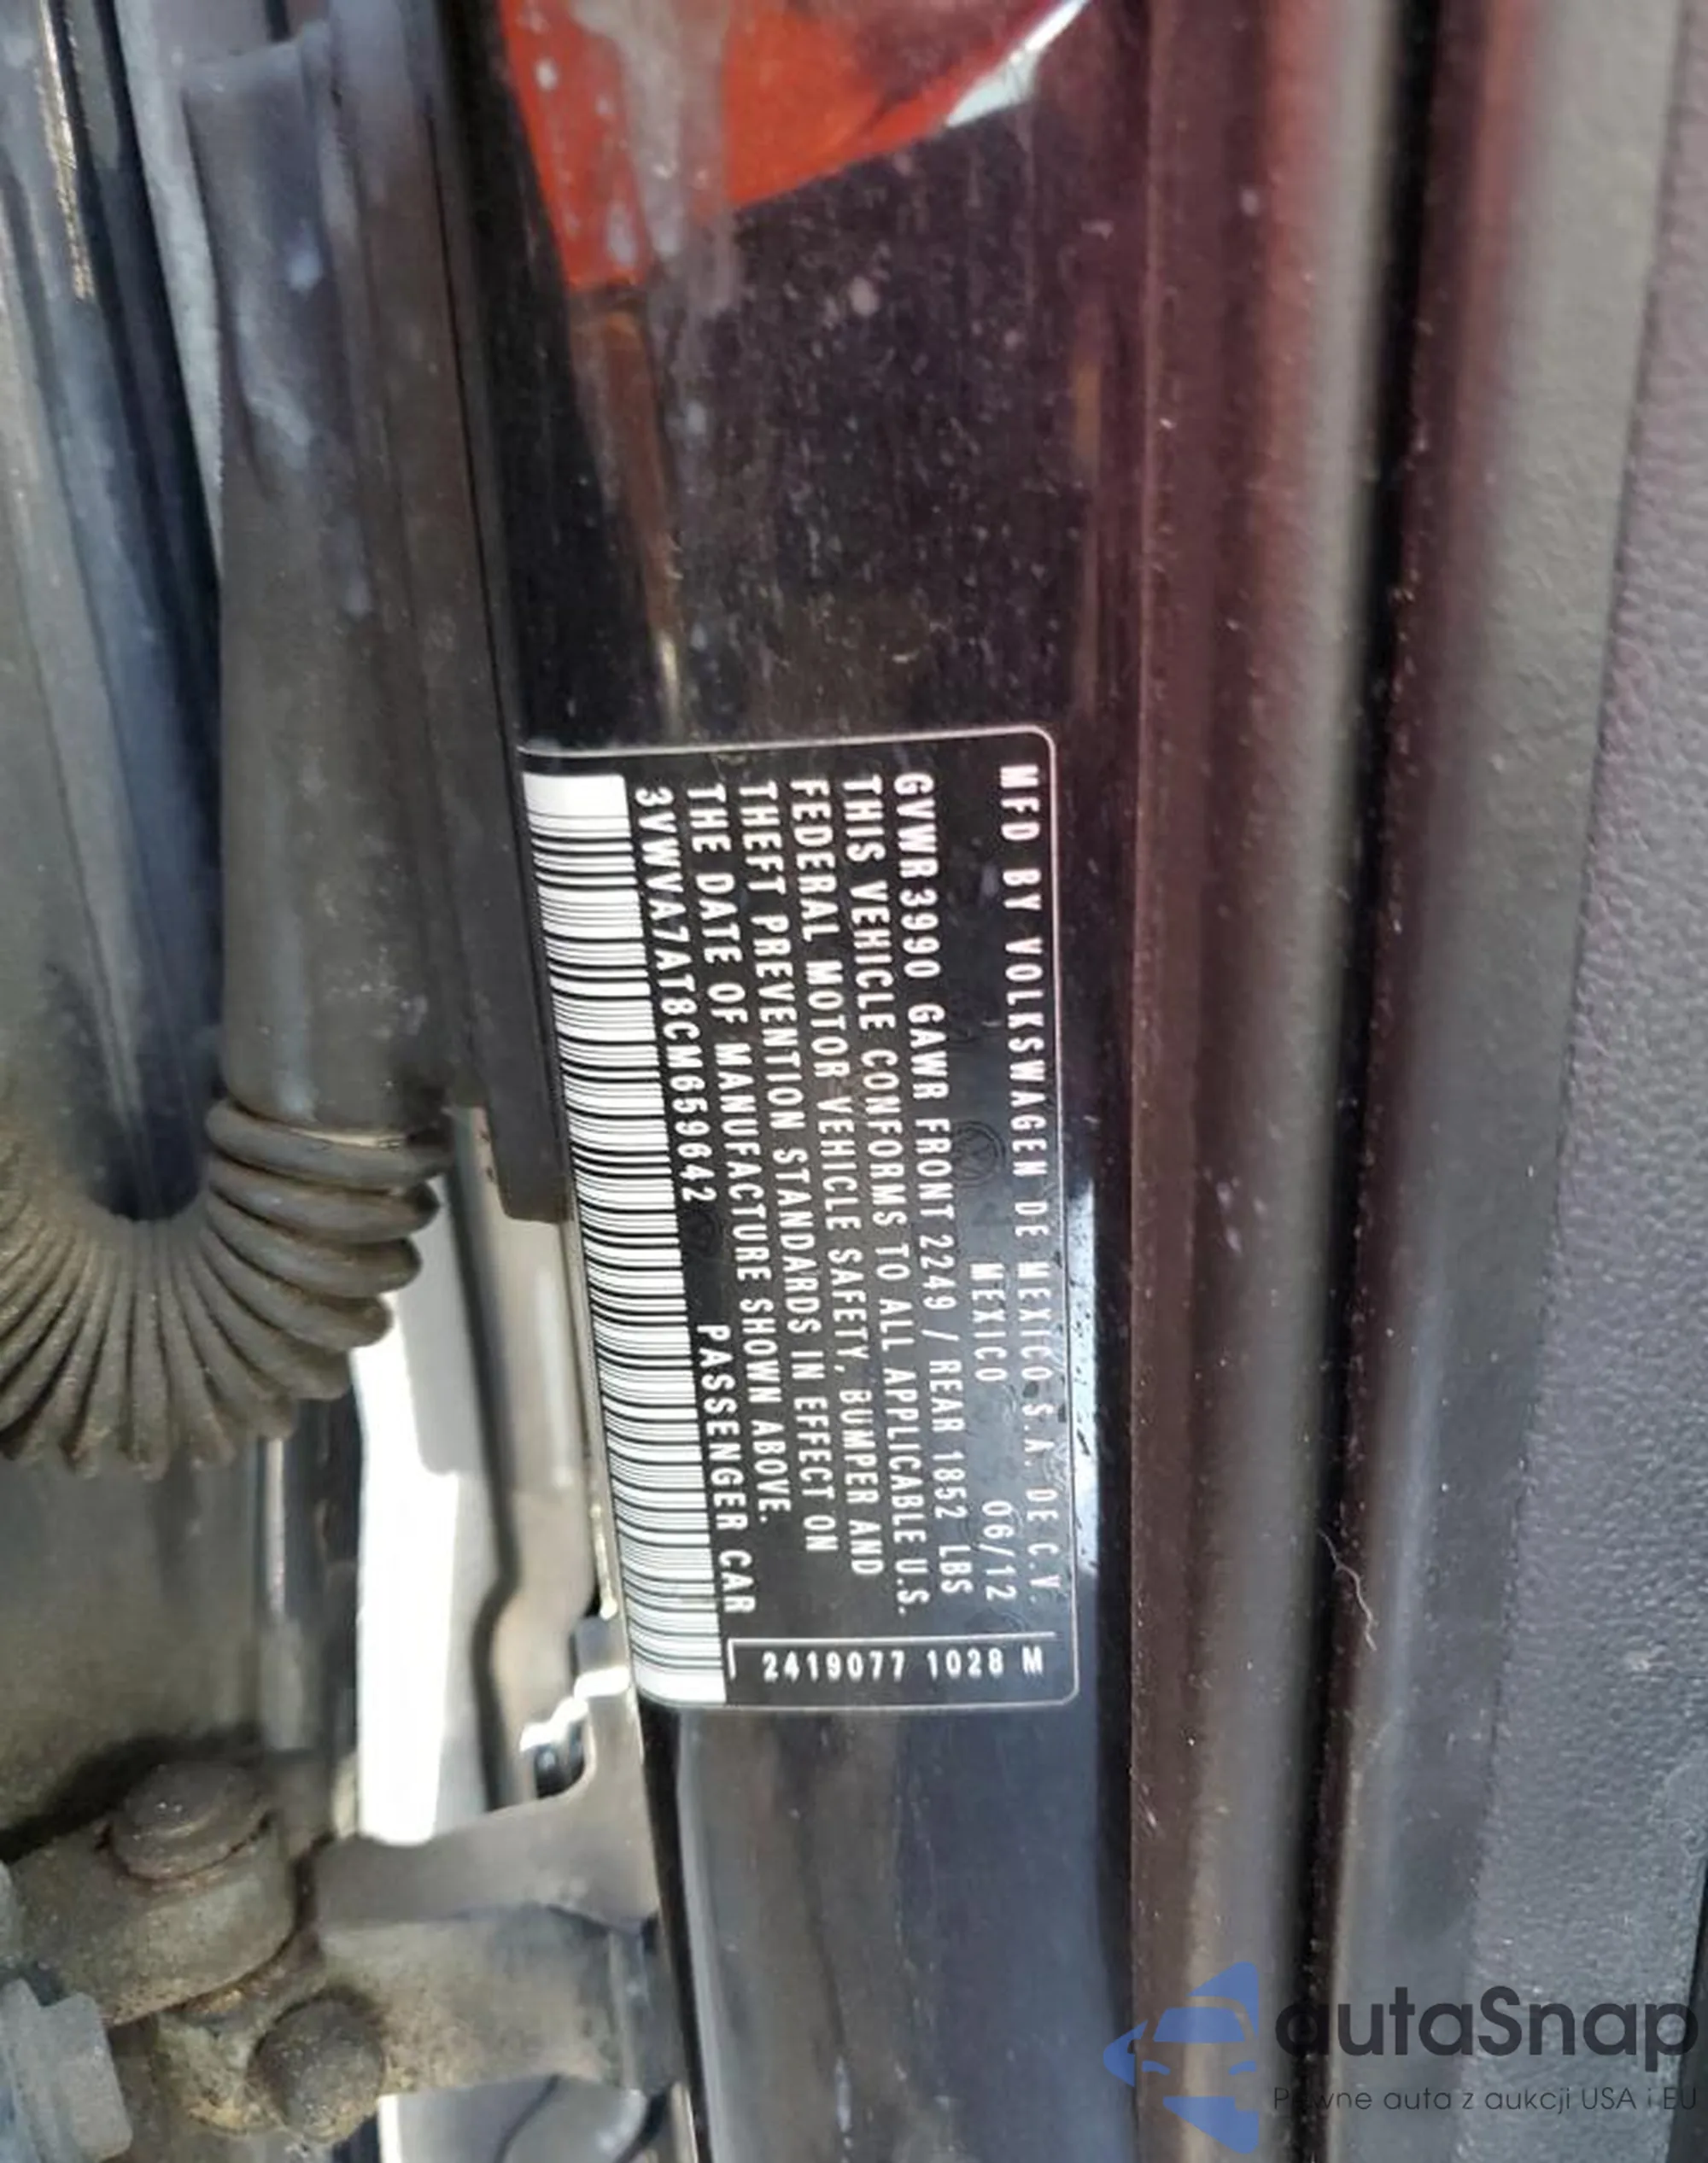 MFD BY VOLKSWAGEN DE MEXICO S.A. DE C.V.
MEXICO 06/12
GVWR 3990 GAWR FRONT 2249 / REAR 1852 LBS
THIS VEHICLE CONFORMS TO ALL APPLICABLE U.S.
FEDERAL MOTOR VEHICLE SAFETY, BUMPER AND
THEFT PREVENTION STANDARDS IN EFFECT ON
THE DATE OF MANUFACTURE SHOWN ABOVE.
3VWVA7AT8CM659642 PASSENGER CAR
2419077 1028 M
autaSnap
Pewne auta z aukcji USA i EU